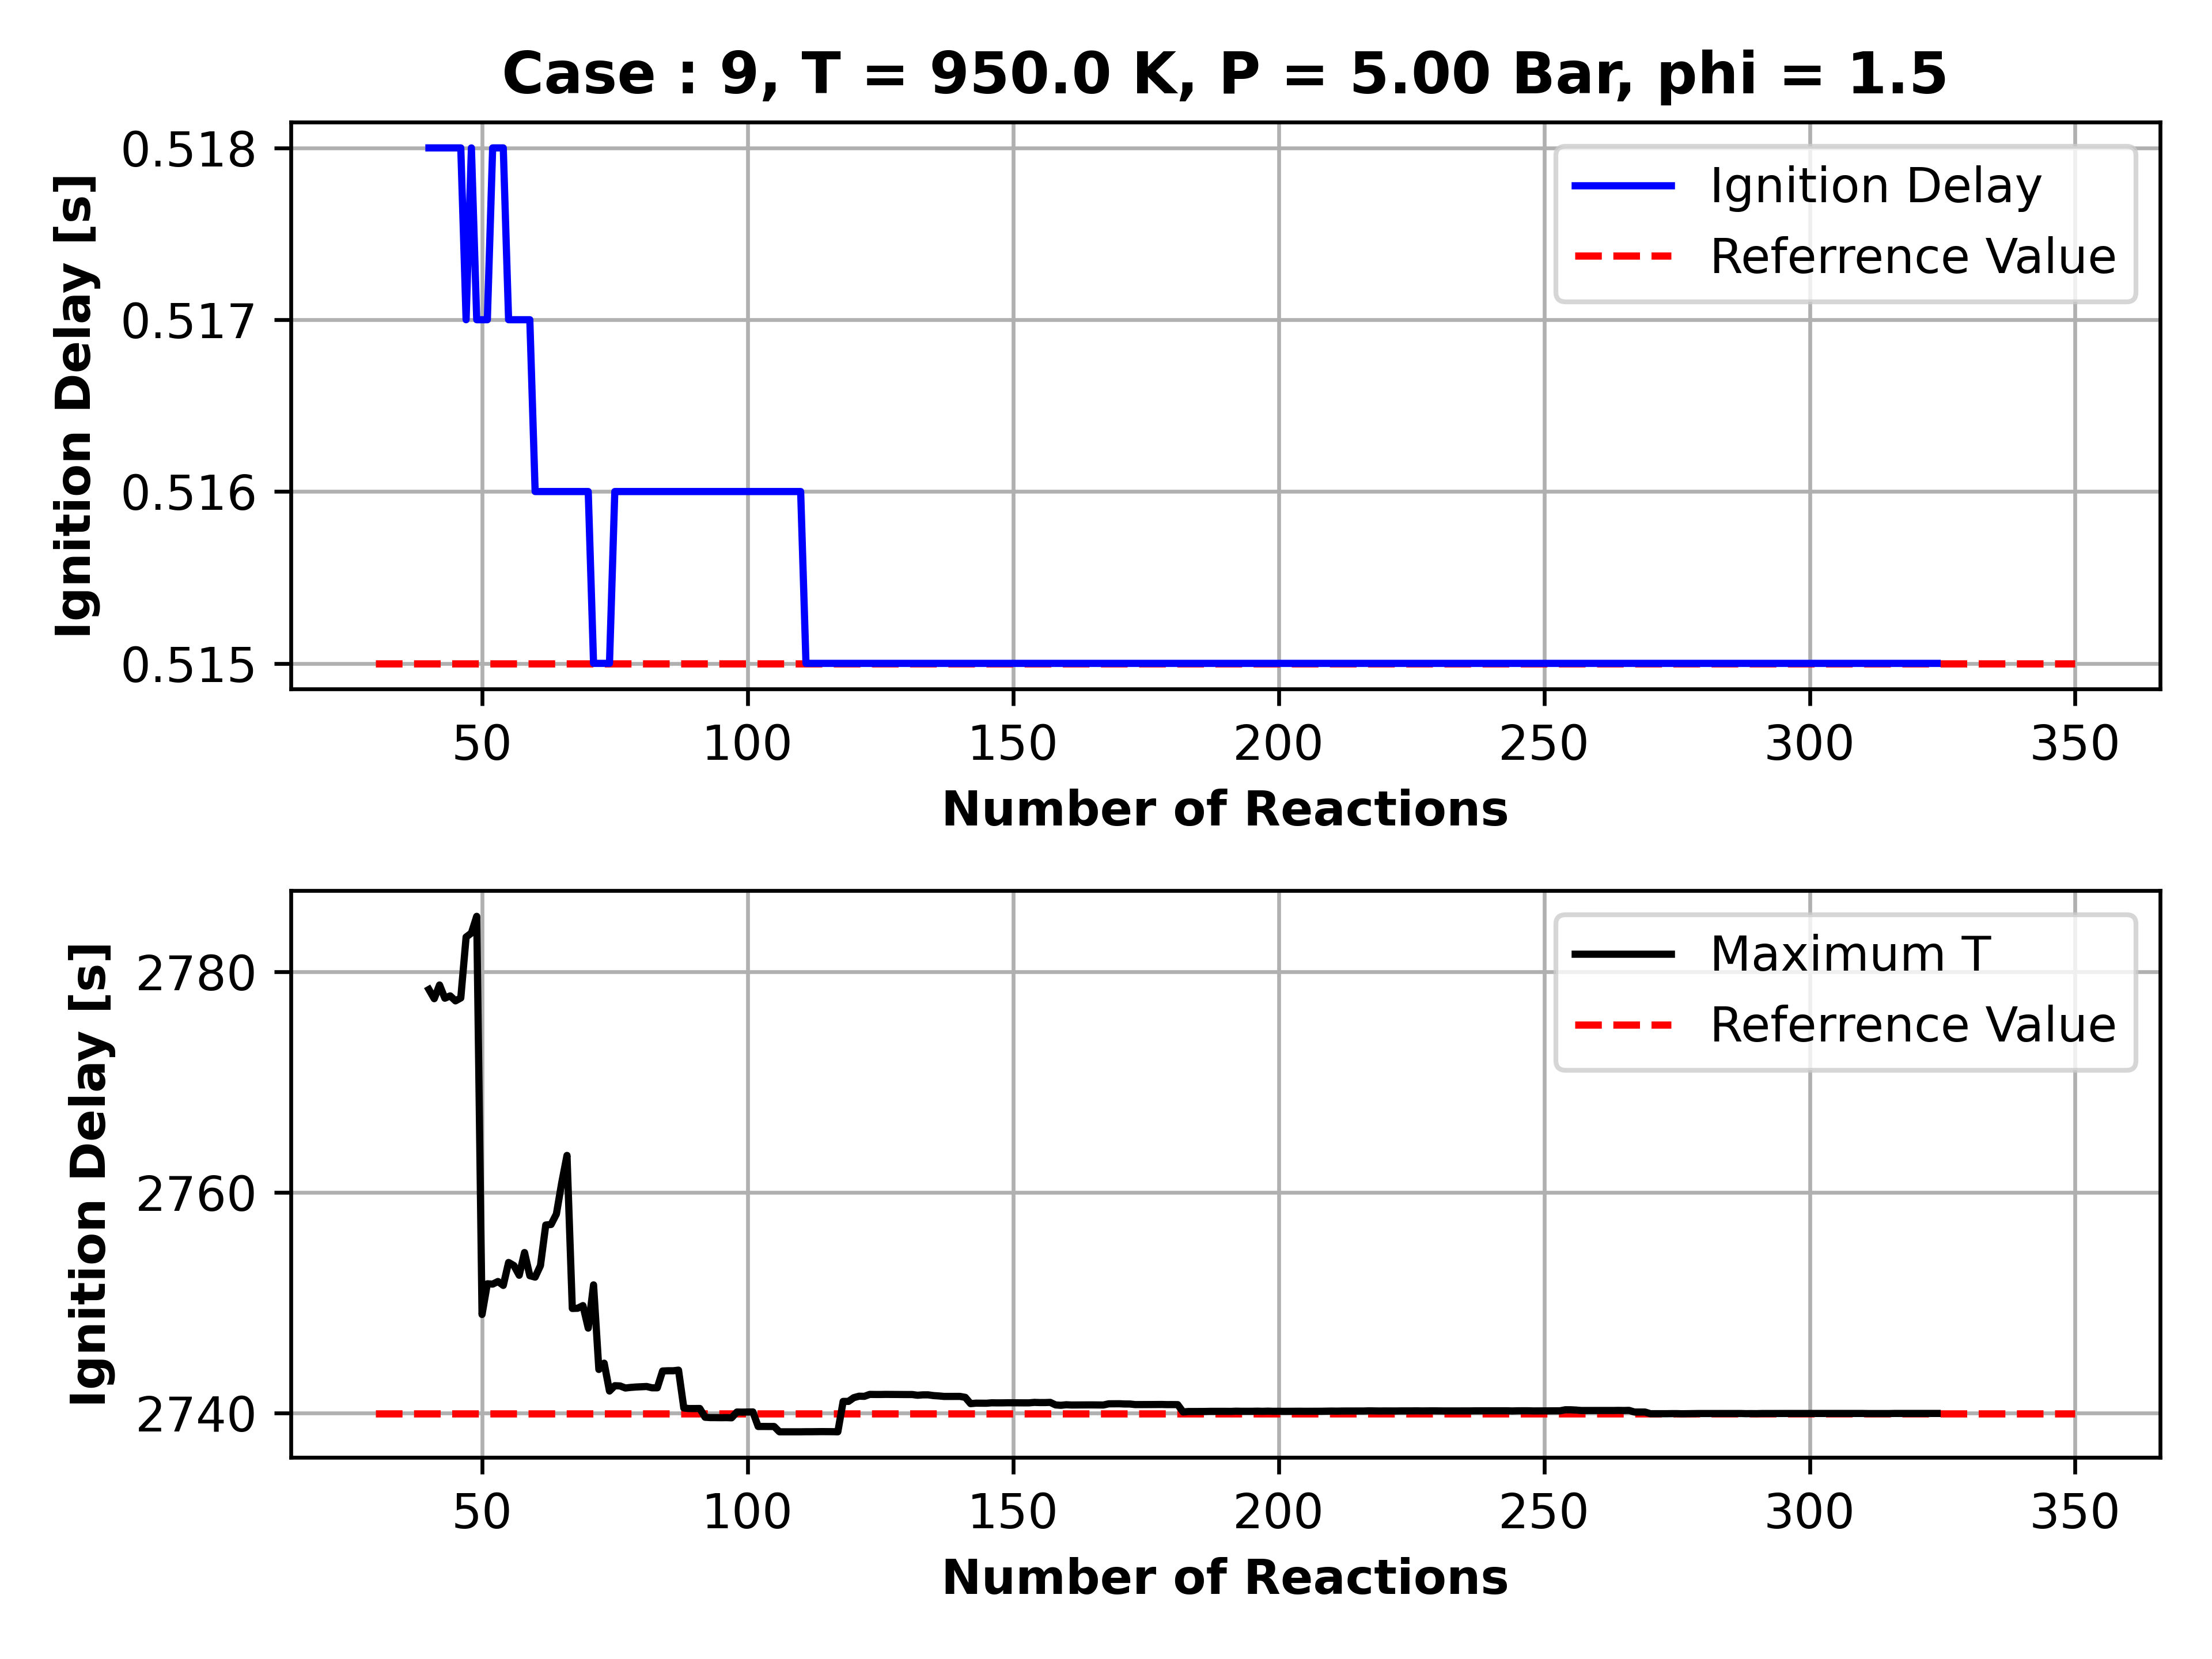 Case : 9, T = 950.0 K, P = 5.00 Bar, phi = 1.5
Ignition Delay [s]
0.518
0.517
0.516
0.515
Ignition Delay
Referrence Value
50 100 150 200 250 300 350
Number of Reactions
Ignition Delay [s]
2780
2760
2740
Maximum T
Referrence Value
50 100 150 200 250 300 350
Number of Reactions